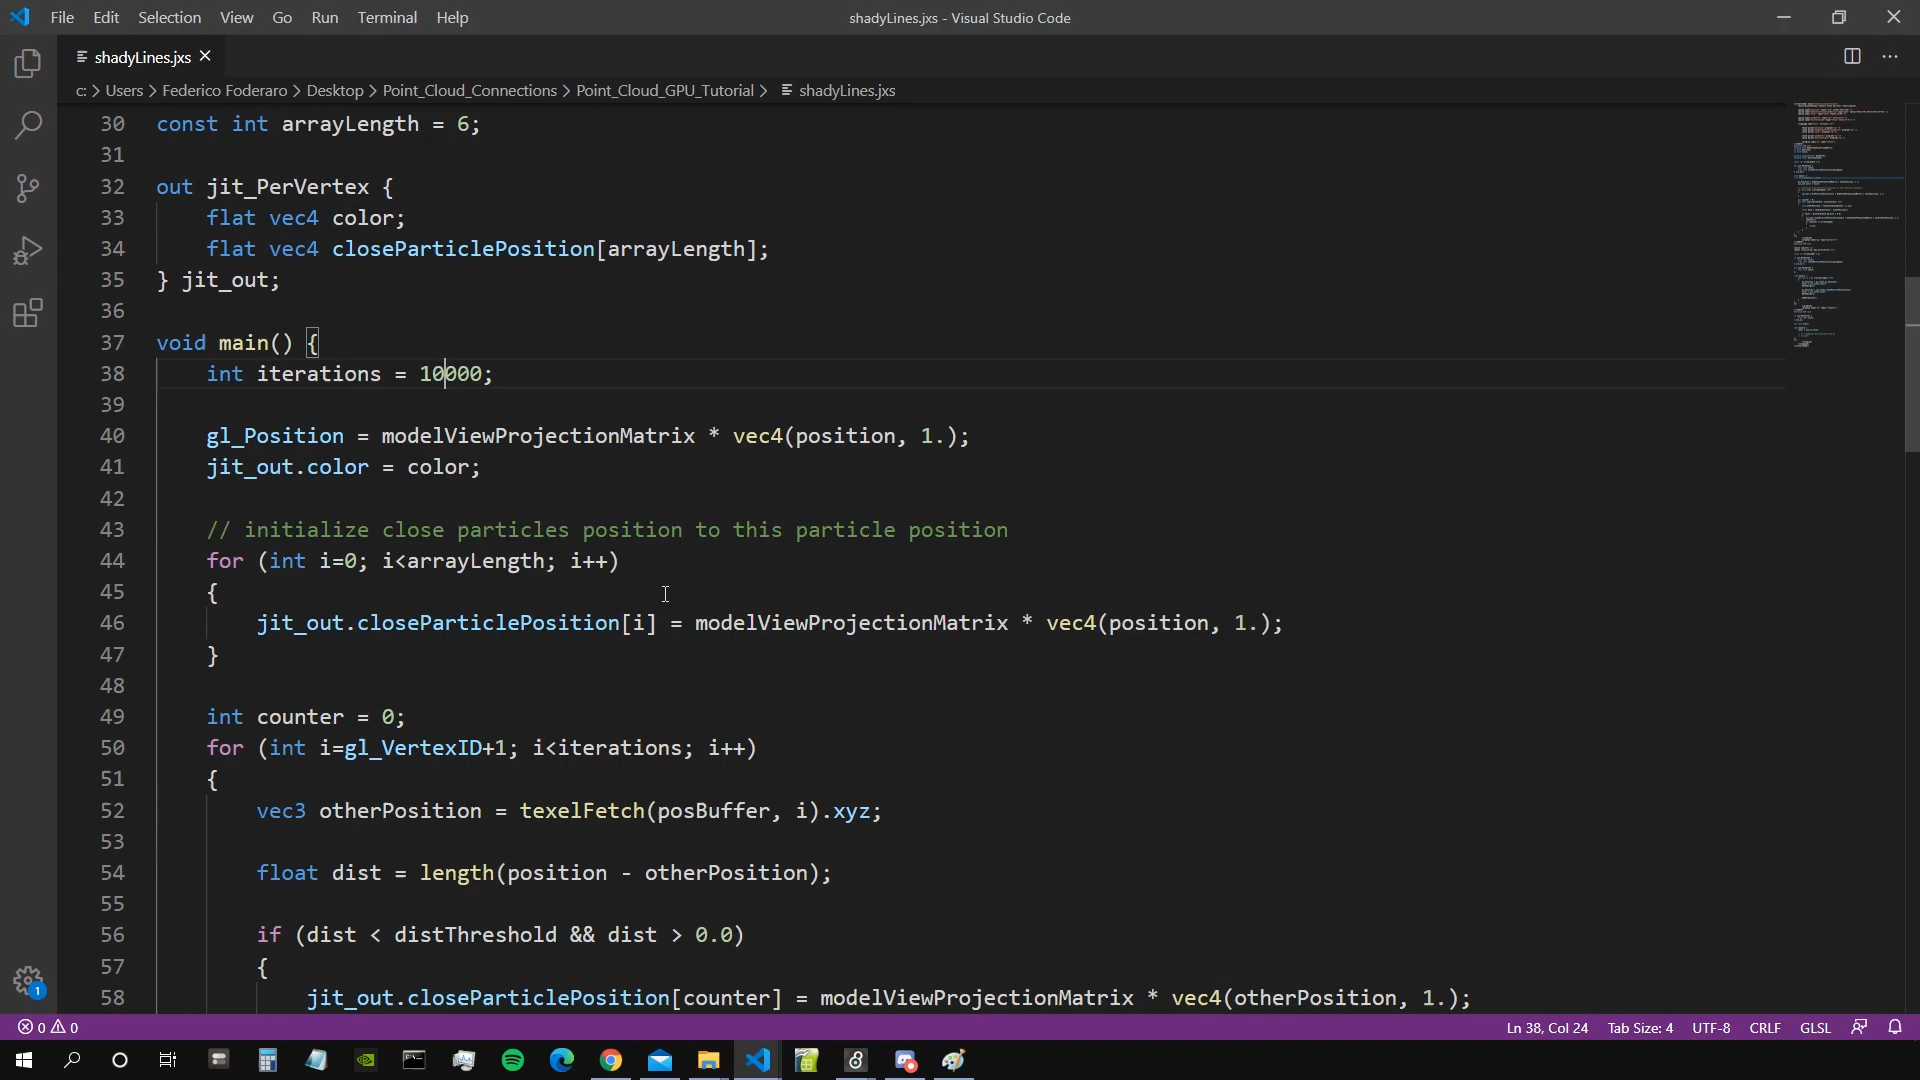 File Edit Selection View Go Run Terminal Help
shadyLines.jxs - Visual Studio Code
shadyLines.jxs
c: > Users > Federico Foderaro > Desktop > Point_Cloud_Connections > Point_Cloud_GPU_Tutorial > shadyLines.jxs
30 const int arrayLength = 6;
31
32 out jit_PerVertex {
33 flat vec4 color;
34 flat vec4 closeParticlePosition[arrayLength];
35 } jit_out;
36
37 void main() {
38 int iterations = 10000;
39
40 gl_Position = modelViewProjectionMatrix * vec4(position, 1.);
41 jit_out.color = color;
42
43 // initialize close particles position to this particle position
44 for (int i=0; i<arrayLength; i++)
45 {
46 jit_out.closeParticlePosition[i] = modelViewProjectionMatrix * vec4(position, 1.);
47 }
48
49 int counter = 0;
50 for (int i=gl_VertexID+1; i<iterations; i++)
51 {
52 vec3 otherPosition = texelFetch(posBuffer, i).xyz;
53
54 float dist = length(position - otherPosition);
55
56 if (dist < distThreshold && dist > 0.0)
57 {
58 jit_out.closeParticlePosition[counter] = modelViewProjectionMatrix * vec4(otherPosition, 1.);
1
0 0
Ln 38, Col 24 Tab Size: 4 UTF-8 CRLF GLSL